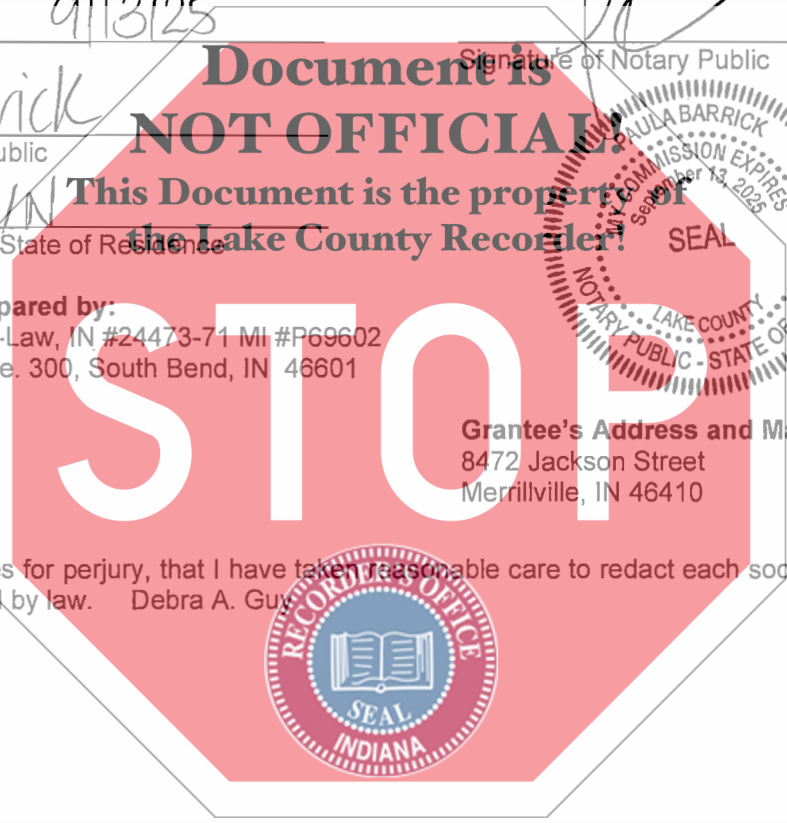 9/13/25
Document is
Signature of Notary Public
rick
NOT OFFICIAL!
ublic
This Document is the property of
IN
the Lake County Recorder!
State of Residence
PAULA BARRICK
MY COMMISSION EXPIRES
September 13, 2025
SEAL
LAKE COUNTY
NOTARY PUBLIC - STATE OF
pared by:
-Law, IN #24473-71 MI #P69602
e. 300, South Bend, IN 46601
STOP
Grantee's Address and Ma
8472 Jackson Street
Merrillville, IN 46410
s for perjury, that I have taken reasonable care to redact each soc
d by law. Debra A. Guy
RECORDER'S OFFICE
SEAL
INDIANA